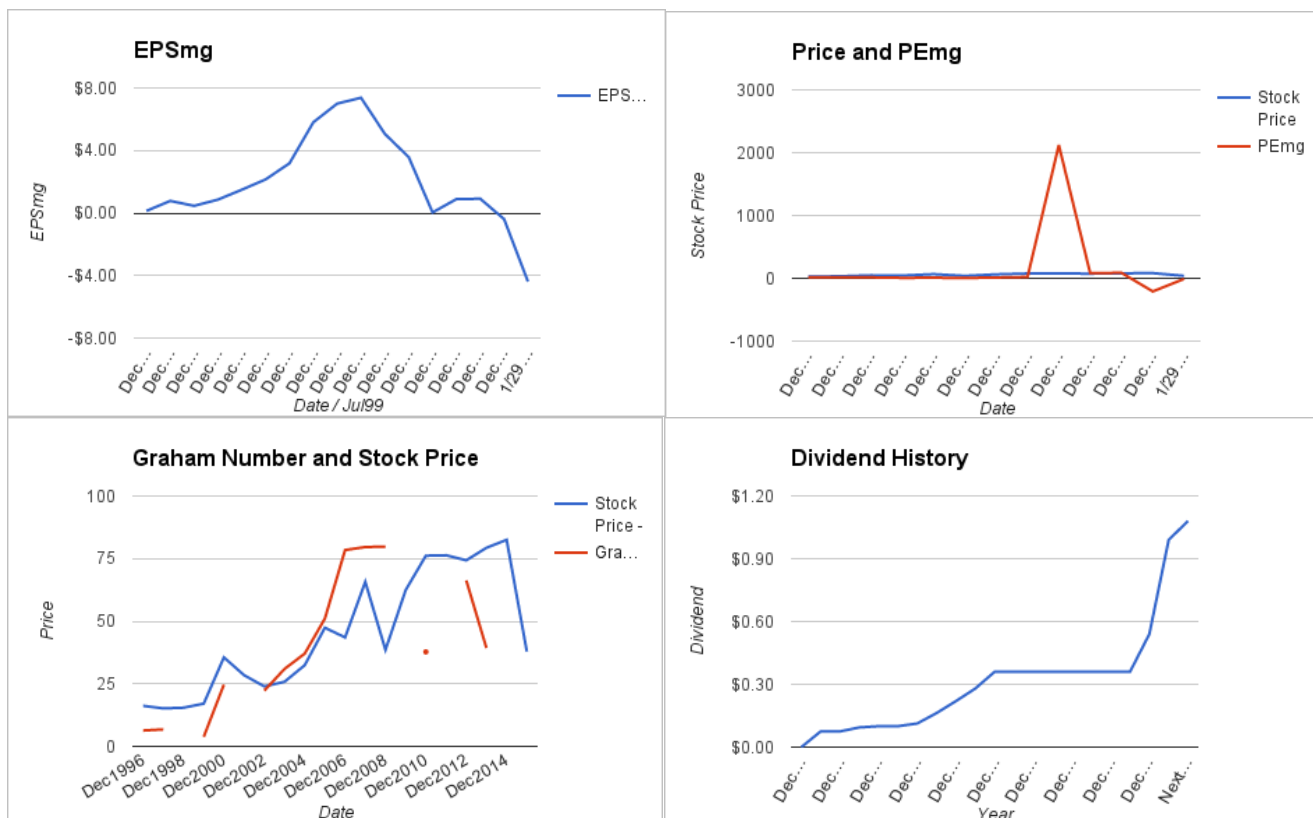 EPSmg
$8.00
$4.00
$0.00
-$4.00
-$8.00
EPSmg
EPS…
Dec… Dec… Dec… Dec… Dec… Dec… Dec… Dec… 1/29…
Date / Jul99
Price and PEmg
3000
2000
1000
0
-1000
Stock Price
Stock
Price
PEmg
Dec… Dec… Dec… Dec… Dec… Dec… Dec… Dec… Dec… Dec… Dec… Dec… 1/29…
Date
Graham Number and Stock Price
100
75
50
25
0
Price
Stock
Price -
Gra…
Dec1996 Dec1998 Dec2000 Dec2002 Dec2004 Dec2006 Dec2008 Dec2010 Dec2012 Dec2014
Date
Dividend History
$1.20
$0.90
$0.60
$0.30
$0.00
Dividend
Dec… Dec… Dec… Dec… Dec… Dec… Dec… Dec… Dec… Dec… Next…
Year